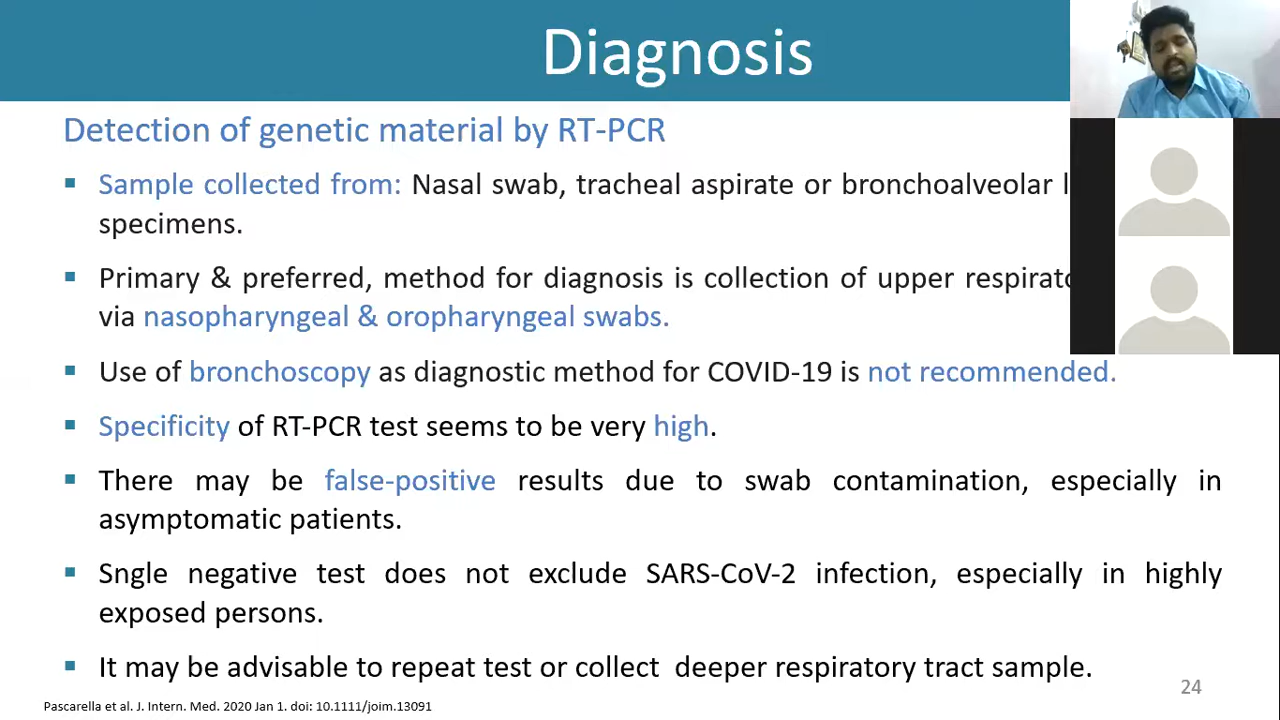 Diagnosis
Detection of genetic material by RT-PCR
▪ Sample collected from: Nasal swab, tracheal aspirate or bronchoalveolar
specimens.
▪ Primary & preferred, method for diagnosis is collection of upper
via nasopharyngeal & oropharyngeal swabs.
▪ Use of bronchoscopy as diagnostic method for COVID-19 is not recommended.
▪ Specificity of RT-PCR test seems to be very high.
▪ There may be false-positive results due to swab contamination, especially in
asymptomatic patients.
▪ Sngle negative test does not exclude SARS-CoV-2 infection, especially in highly
exposed persons.
▪ It may be advisable to repeat test or collect deeper respiratory tract sample.
24
Pascarella et al. J. Intern. Med. 2020 Jan 1. doi: 10.1111/joim.13091